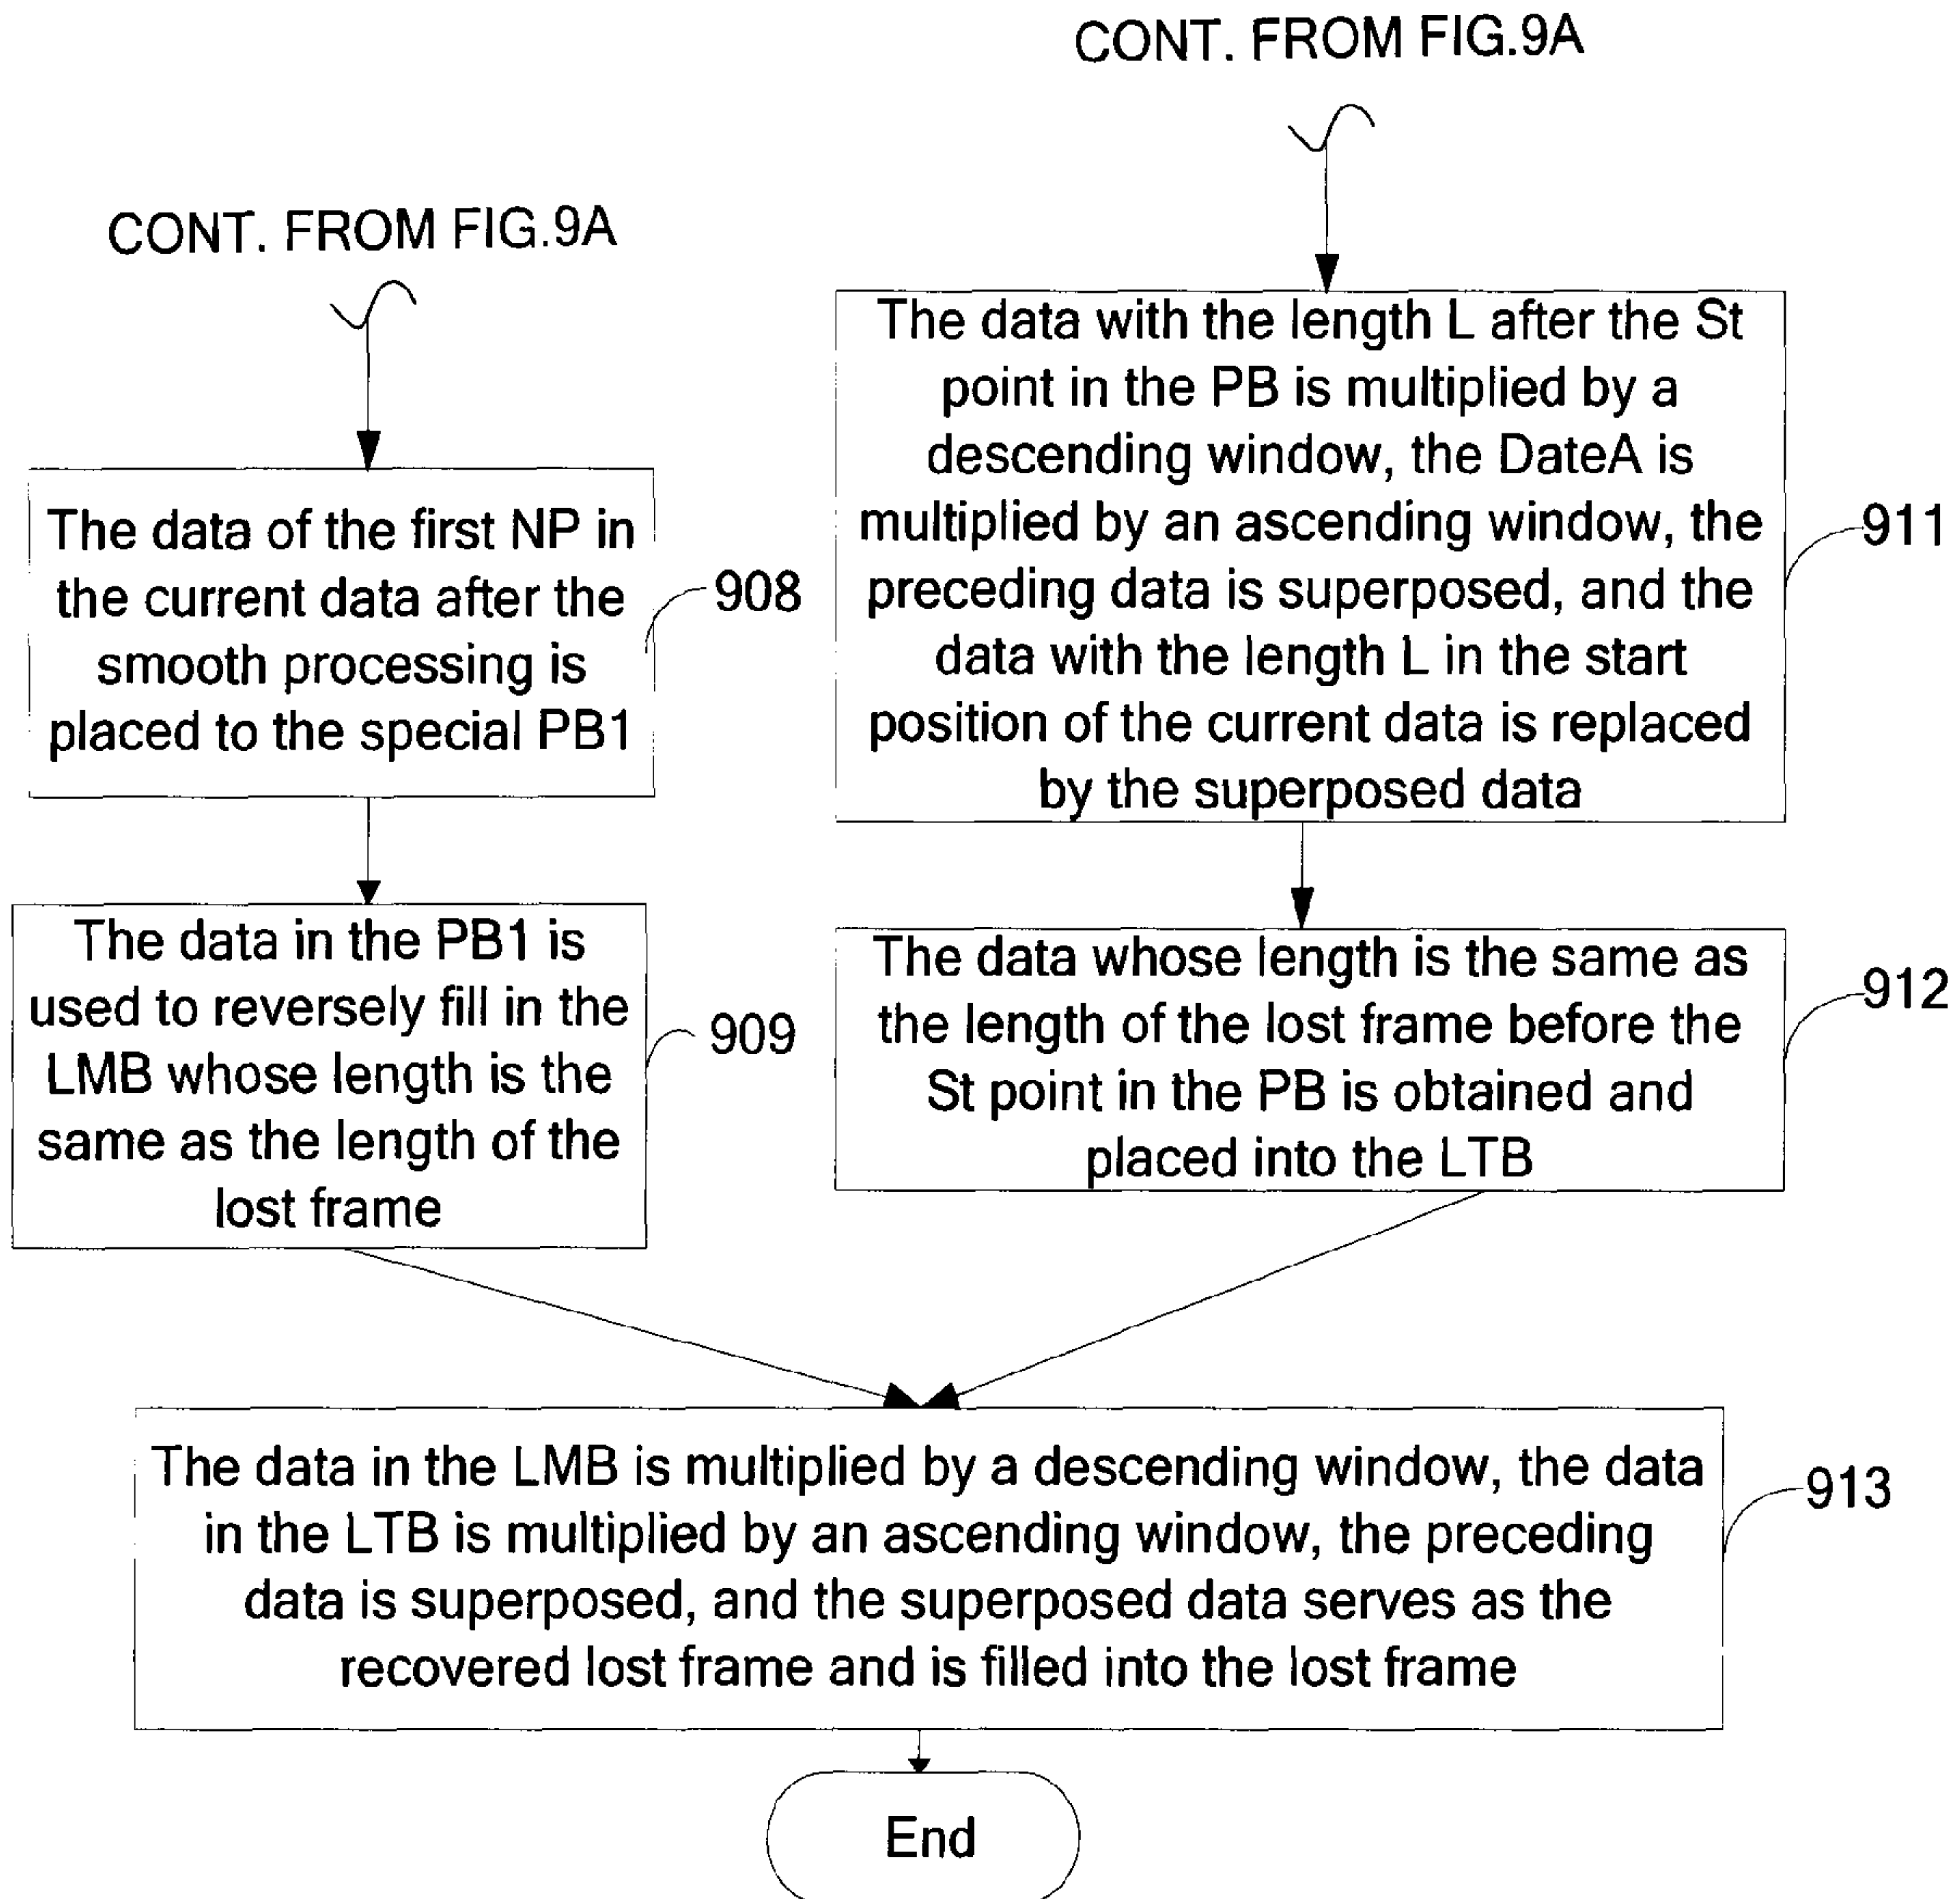 CONT. FROM FIG.9A
CONT. FROM FIG.9A
The data of the first NP in
the current data after the
smooth processing is
placed to the special PB1
908
The data in the PB1 is
used to reversely fill in the
LMB whose length is the
same as the length of the
lost frame
909
The data with the length L after the St
point in the PB is multiplied by a
descending window, the DateA is
multiplied by an ascending window, the
preceding data is superposed, and the
data with the length L in the start
position of the current data is replaced
by the superposed data
911
The data whose length is the same as
the length of the lost frame before the
St point in the PB is obtained and
placed into the LTB
912
The data in the LMB is multiplied by a descending window, the data
in the LTB is multiplied by an ascending window, the preceding
data is superposed, and the superposed data serves as the
recovered lost frame and is filled into the lost frame
913
End